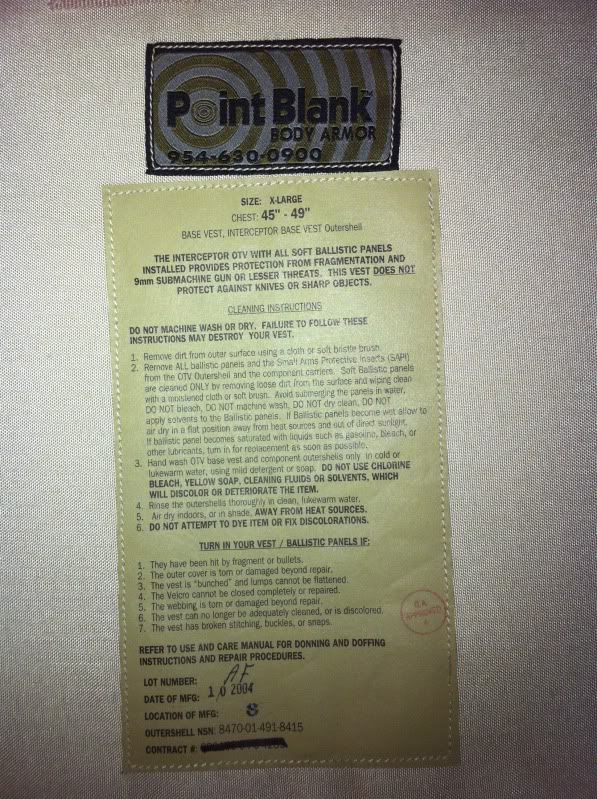 Point Blank™
BODY ARMOR
954-630-0900
SIZE: X-LARGE
CHEST: 45" - 49"
BASE VEST, INTERCEPTOR BASE VEST Outershell
THE INTERCEPTOR OTV WITH ALL SOFT BALLISTIC PANELS
INSTALLED PROVIDES PROTECTION FROM FRAGMENTATION AND
9mm SUBMACHINE GUN OR LESSER THREATS. THIS VEST DOES NOT
PROTECT AGAINST KNIVES OR SHARP OBJECTS.
CLEANING INSTRUCTIONS
DO NOT MACHINE WASH OR DRY. FAILURE TO FOLLOW THESE
INSTRUCTIONS MAY DESTROY YOUR VEST.
1. Remove dirt from outer surface using a cloth or soft bristle brush.
2. Remove ALL ballistic panels and the Small Arms Protective Inserts (SAPI)
from the OTV Outershell and the component carriers. Soft Ballistic panels
are cleaned ONLY by removing loose dirt from the surface and wiping clean
with a moistened cloth or soft brush. Avoid submerging the panels in water.
DO NOT bleach, DO NOT machine wash, DO NOT dry clean, DO NOT
apply solvents to the Ballistic panels. If Ballistic panels become wet allow to
air dry in a flat position away from heat sources and out of direct sunlight.
If ballistic panel becomes saturated with liquids such as gasoline, bleach, or
other lubricants, turn in for replacement as soon as possible.
3. Hand wash OTV base vest and component outershells only in cold or
lukewarm water, using mild detergent or soap. DO NOT USE CHLORINE
BLEACH, YELLOW SOAP, CLEANING FLUIDS OR SOLVENTS, WHICH
WILL DISCOLOR OR DETERIORATE THE ITEM.
4. Rinse the outershells thoroughly in clean, lukewarm water.
5. Air dry indoors, or in shade, AWAY FROM HEAT SOURCES.
6. DO NOT ATTEMPT TO DYE ITEM OR FIX DISCOLORATIONS.
TURN IN YOUR VEST / BALLISTIC PANELS IF:
1. They have been hit by fragment or bullets.
2. The outer cover is torn or damaged beyond repair.
3. The vest is "bunched" and lumps cannot be flattened.
4. The Velcro cannot be closed completely or repaired.
5. The webbing is torn or damaged beyond repair.
6. The vest can no longer be adequately cleaned, or is discolored.
7. The vest has broken stitching, buckles, or snaps.
Q.A.
APPROVED
REFER TO USE AND CARE MANUAL FOR DONNING AND DOFFING
INSTRUCTIONS AND REPAIR PROCEDURES.
LOT NUMBER: AF
DATE OF MFG: 10 2004
LOCATION OF MFG: 8
OUTERSHELL NSN: 8470-01-491-8415
CONTRACT #: